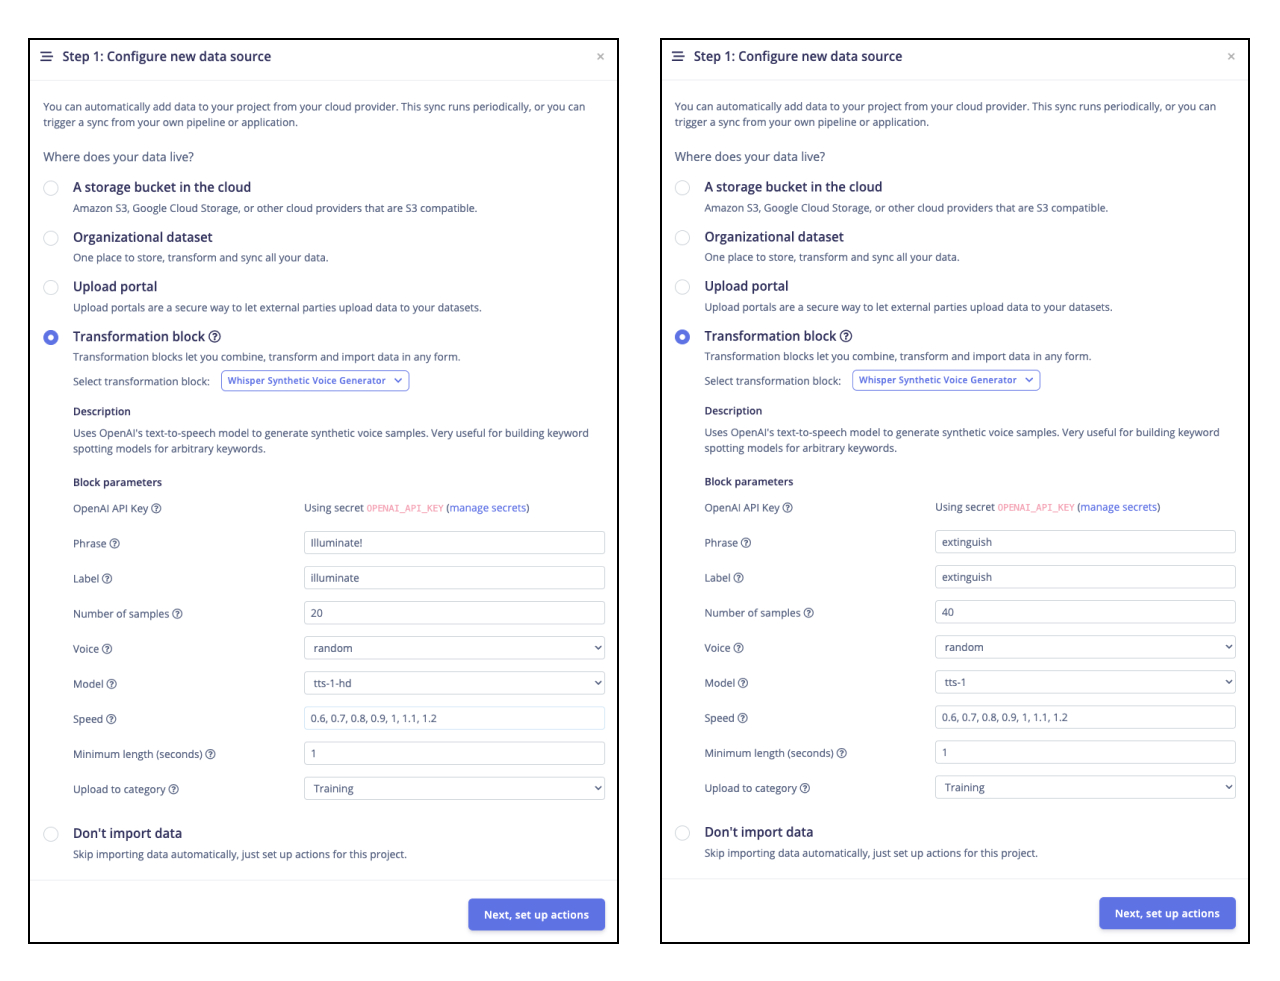 Step 1: Configure new data source
×
You can automatically add data to your project from your cloud provider. This sync runs periodically, or you can
trigger a sync from your own pipeline or application.
Where does your data live?
A storage bucket in the cloud
Amazon S3, Google Cloud Storage, or other cloud providers that are S3 compatible.
Organizational dataset
One place to store, transform and sync all your data.
Upload portal
Upload portals are a secure way to let external parties upload data to your datasets.
Transformation block ?
Transformation blocks let you combine, transform and import data in any form.
Select transformation block: Whisper Synthetic Voice Generator
Description
Uses OpenAI's text-to-speech model to generate synthetic voice samples. Very useful for building keyword
spotting models for arbitrary keywords.
Block parameters
OpenAI API Key ? Using secret OPENAI_API_KEY (manage secrets)
Phrase ? Illuminate!
Label ? illuminate
Number of samples ? 20
Voice ? random
Model ? tts-1-hd
Speed ? 0.6, 0.7, 0.8, 0.9, 1, 1.1, 1.2
Minimum length (seconds) ? 1
Upload to category ? Training
Don't import data
Skip importing data automatically, just set up actions for this project.
Next, set up actions
Step 1: Configure new data source
×
You can automatically add data to your project from your cloud provider. This sync runs periodically, or you can
trigger a sync from your own pipeline or application.
Where does your data live?
A storage bucket in the cloud
Amazon S3, Google Cloud Storage, or other cloud providers that are S3 compatible.
Organizational dataset
One place to store, transform and sync all your data.
Upload portal
Upload portals are a secure way to let external parties upload data to your datasets.
Transformation block ?
Transformation blocks let you combine, transform and import data in any form.
Select transformation block: Whisper Synthetic Voice Generator
Description
Uses OpenAI's text-to-speech model to generate synthetic voice samples. Very useful for building keyword
spotting models for arbitrary keywords.
Block parameters
OpenAI API Key ? Using secret OPENAI_API_KEY (manage secrets)
Phrase ? extinguish
Label ? extinguish
Number of samples ? 40
Voice ? random
Model ? tts-1
Speed ? 0.6, 0.7, 0.8, 0.9, 1, 1.1, 1.2
Minimum length (seconds) ? 1
Upload to category ? Training
Don't import data
Skip importing data automatically, just set up actions for this project.
Next, set up actions